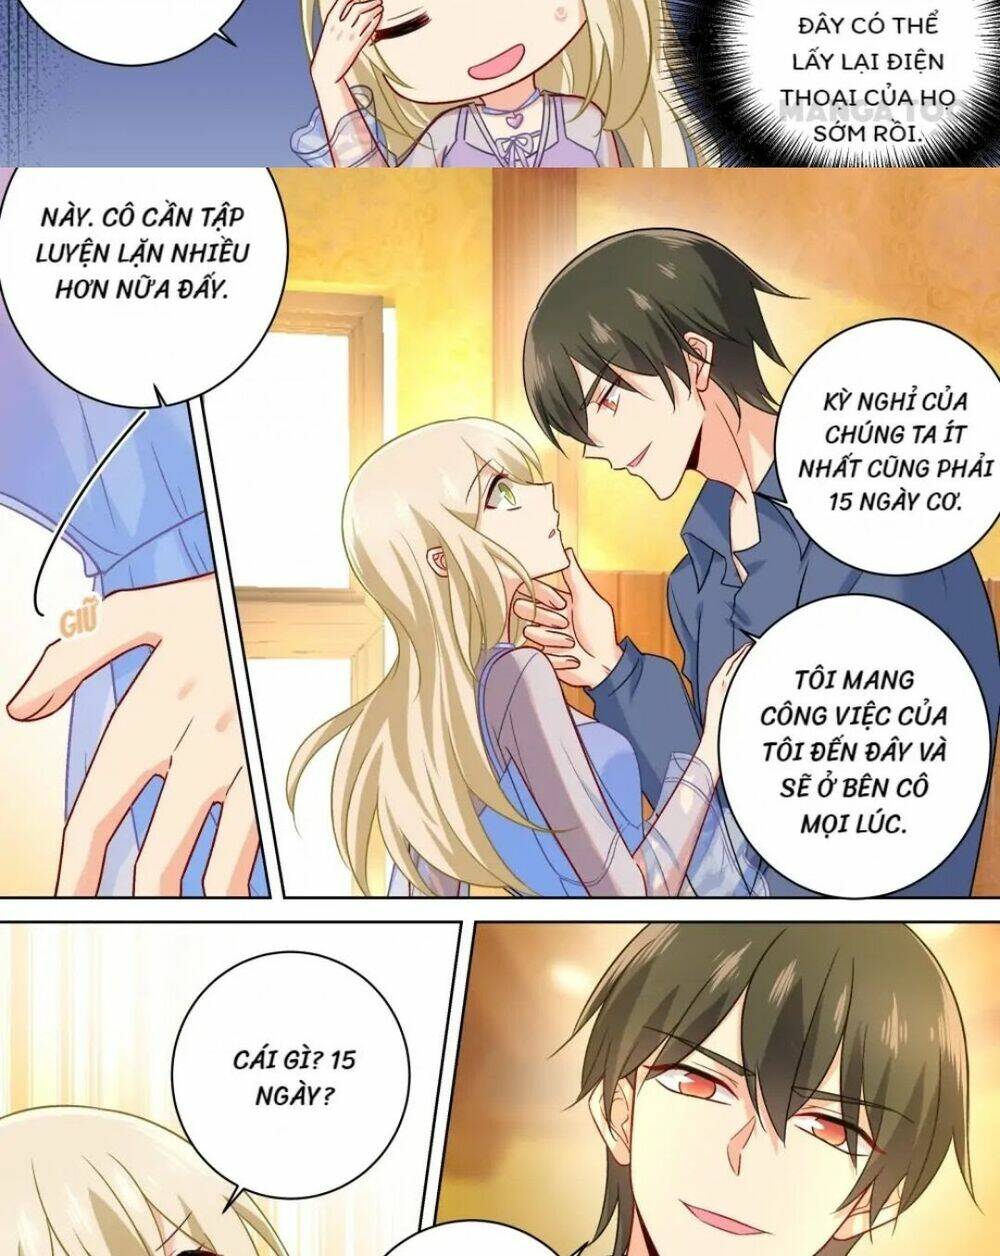 ĐÂY CÓ THỂ
LẤY LẠI ĐIỆN
THOẠI CỦA HỌ
SỚM RỒI.
MANGA TO
NÀY. CÔ CẦN TẬP
LUYỆN LẶN NHIỀU
HƠN NỮA ĐẤY.
KỲ NGHỈ CỦA
CHÚNG TA ÍT
NHẤT CŨNG PHẢI
15 NGÀY CƠ.
GIỮ
TÔI MANG
CÔNG VIỆC CỦA
TÔI ĐẾN ĐÂY VÀ
SẼ Ở BÊN CÔ
MỌI LÚC.
CÁI GÌ? 15
NGÀY?